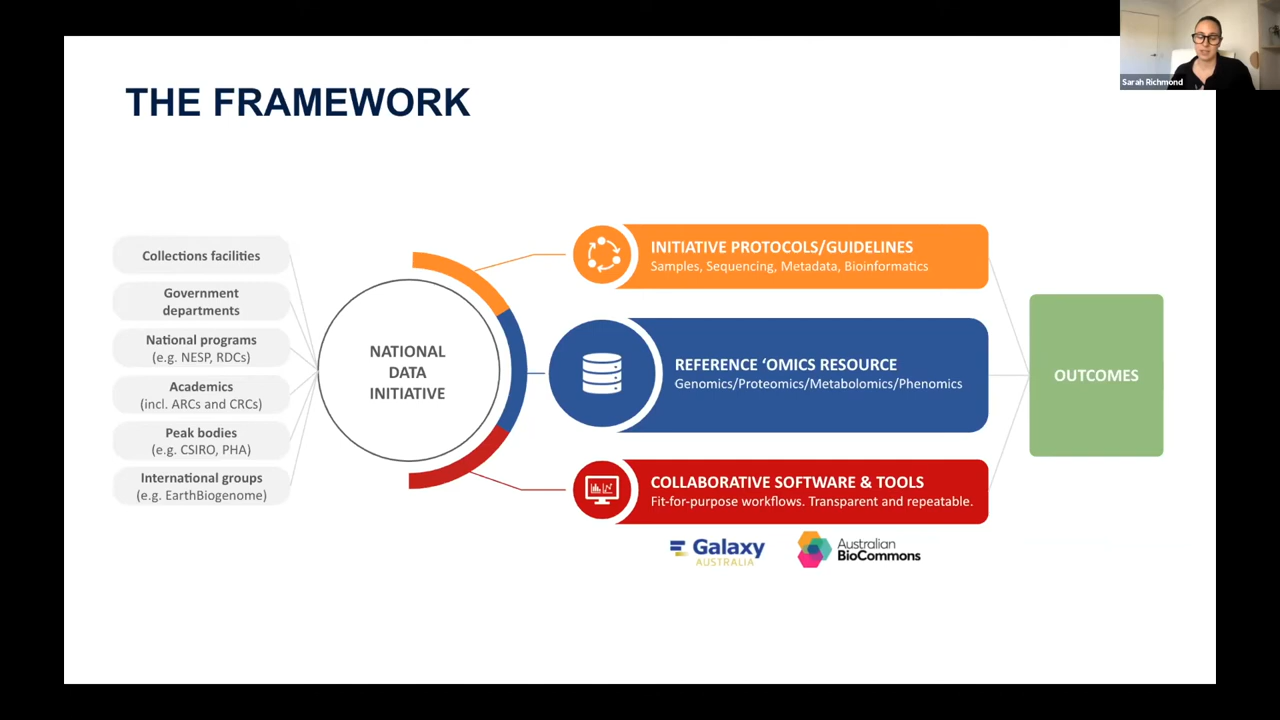 Sarah Richmond
THE FRAMEWORK
Collections facilities
Government
departments
National programs
(e.g. NESP, RDCs)
Academics
(incl. ARCs and CRCs)
Peak bodies
(e.g. CSIRO, PHA)
International groups
(e.g. EarthBiogenome)
NATIONAL
DATA
INITIATIVE
INITIATIVE PROTOCOLS/GUIDELINES
Samples, Sequencing, Metadata, Bioinformatics
REFERENCE ‘OMICS RESOURCE
Genomics/Proteomics/Metabolomics/Phenomics
COLLABORATIVE SOFTWARE & TOOLS
Fit-for-purpose workflows. Transparent and repeatable.
Galaxy
AUSTRALIA
Australian
BioCommons
OUTCOMES